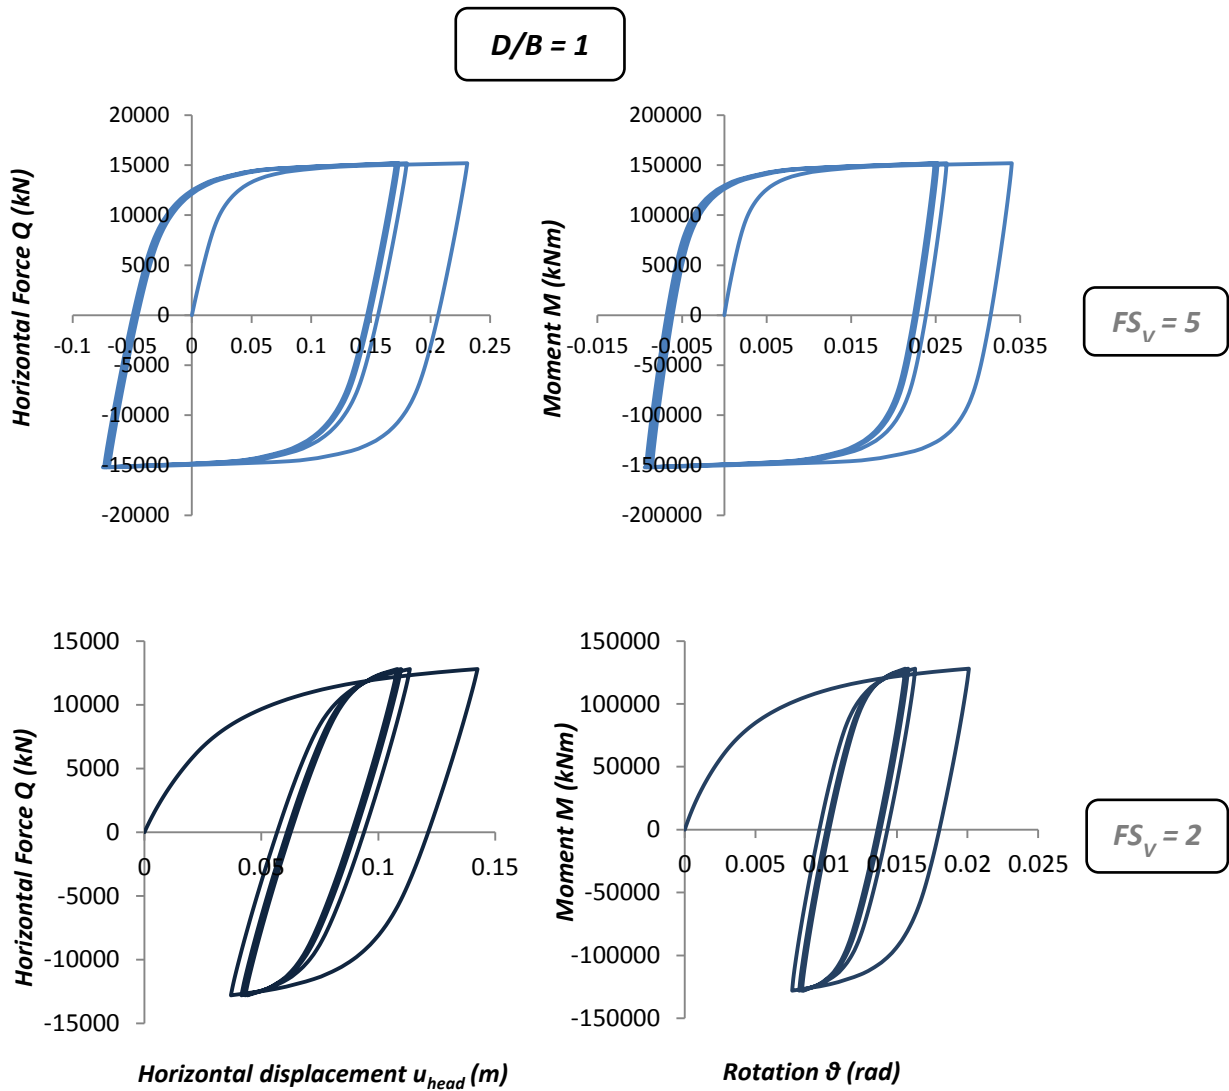 D/B = 1
Horizontal Force Q (kN)
20000
15000
10000
5000
0
-5000
-10000
-15000
-20000
-0.1 -0.05 0 0.05 0.1 0.15 0.2 0.25
Moment M (kNm)
200000
150000
100000
50000
0
-50000
-100000
-150000
-200000
-0.015 -0.005 0.005 0.015 0.025 0.035
FS_V = 5
Horizontal Force Q (kN)
15000
10000
5000
0
-5000
-10000
-15000
0 0.05 0.1 0.15
Horizontal displacement u_head (m)
Moment M (kNm)
150000
100000
50000
0
-50000
-100000
-150000
0 0.005 0.01 0.015 0.02 0.025
Rotation θ (rad)
FS_V = 2